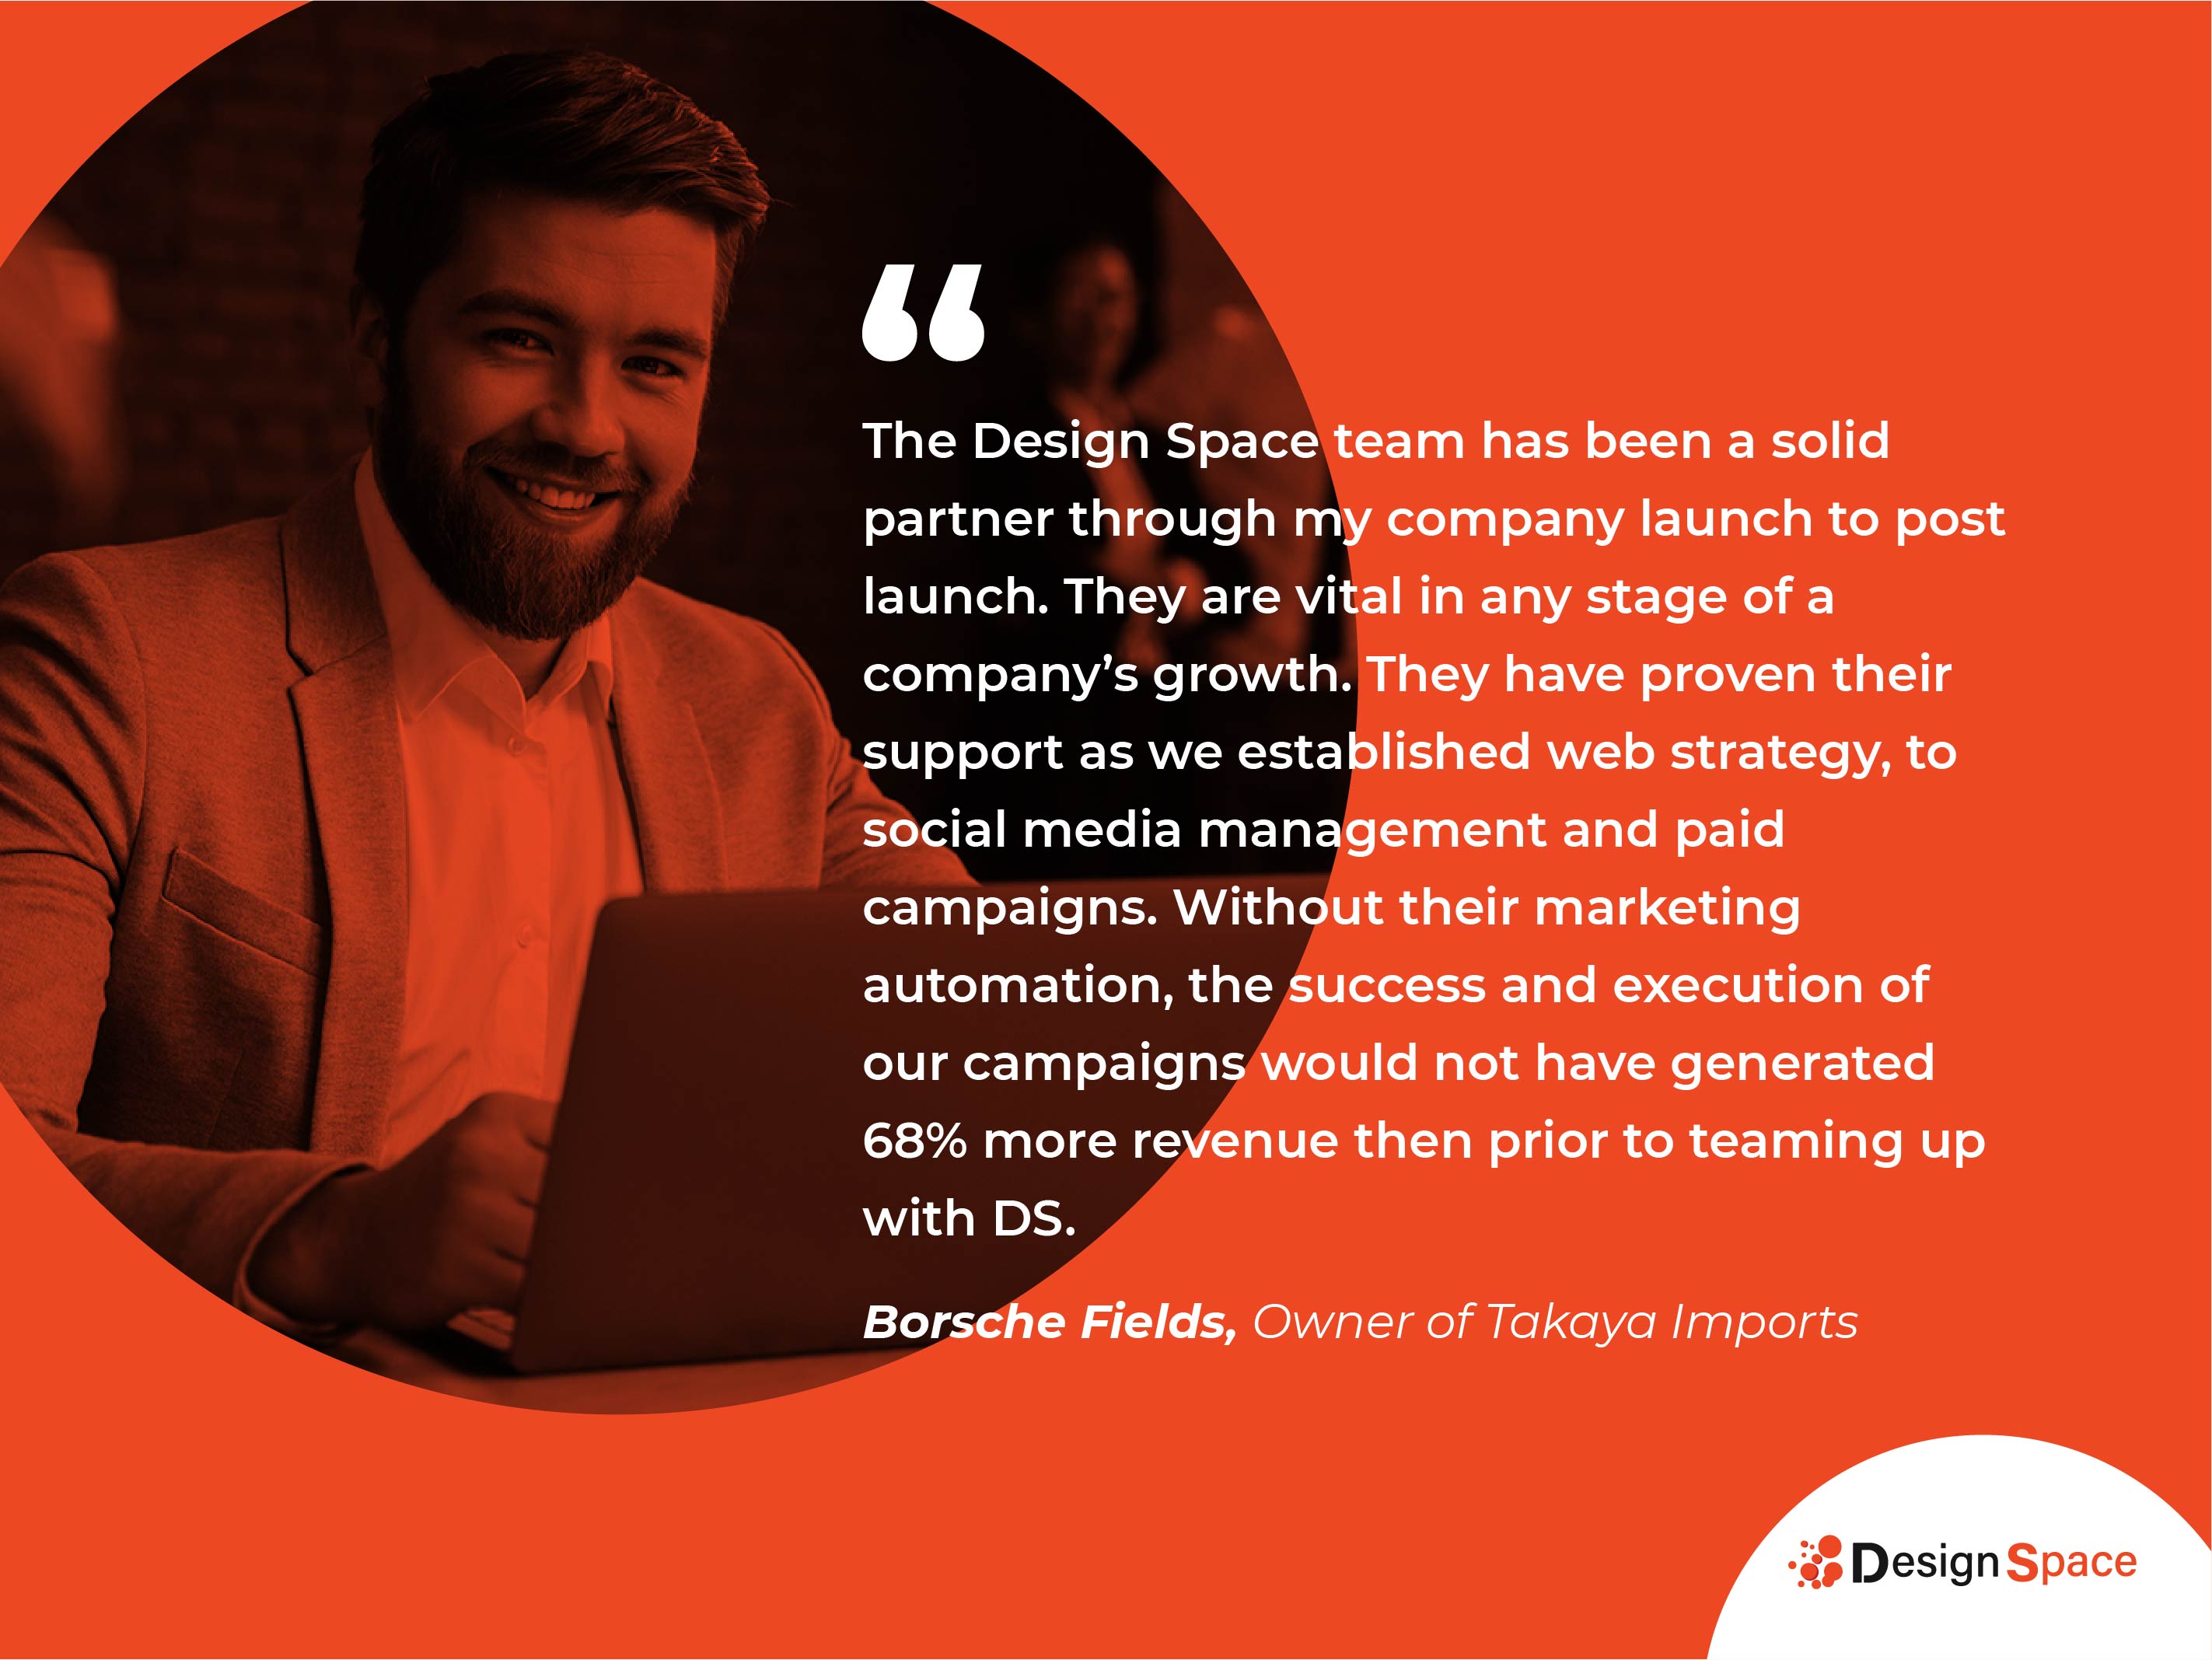 “
The Design Space team has been a solid
partner through my company launch to post
launch. They are vital in any stage of a
company’s growth. They have proven their
support as we established web strategy, to
social media management and paid
campaigns. Without their marketing
automation, the success and execution of
our campaigns would not have generated
68% more revenue then prior to teaming up
with DS.
Borsche Fields, Owner of Takaya Imports
Design Space